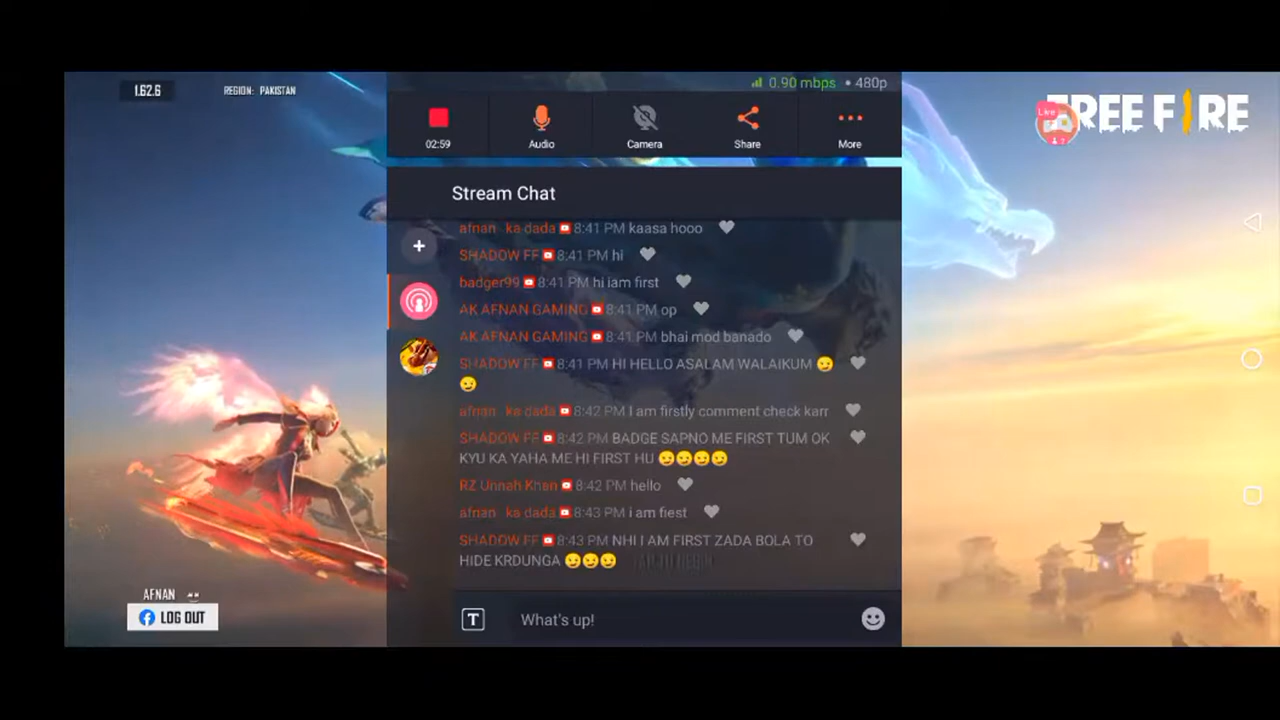 1.62.6
REGION: PAKISTAN
0.90 mbps • 480p
FREE FIRE
Live
02:59
Audio
Camera
Share
More
Stream Chat
afnan ka dada 8:41 PM kaasa hooo
SHADOW FF 8:41 PM hi
badger99 8:41 PM hi iam first
AK AFNAN GAMING 8:41 PM op
AK AFNAN GAMING 8:41 PM bhai mod banado
SHADOW FF 8:41 PM HI HELLO ASALAM WALAIKUM 😏
😏
afnan ka dada 8:42 PM I am firstly comment check karr
SHADOW FF 8:42 PM BADGE SAPNO ME FIRST TUM OK
KYU KA YAHA ME HI FIRST HU 😏😏😏😏
RZ Unnah Khan 8:42 PM hello
afnan ka dada 8:43 PM i am fiest
SHADOW FF 8:43 PM NHI I AM FIRST ZADA BOLA TO
HIDE KRDUNGA 😏😏😏
AFNAN
LOG OUT
T What's up!